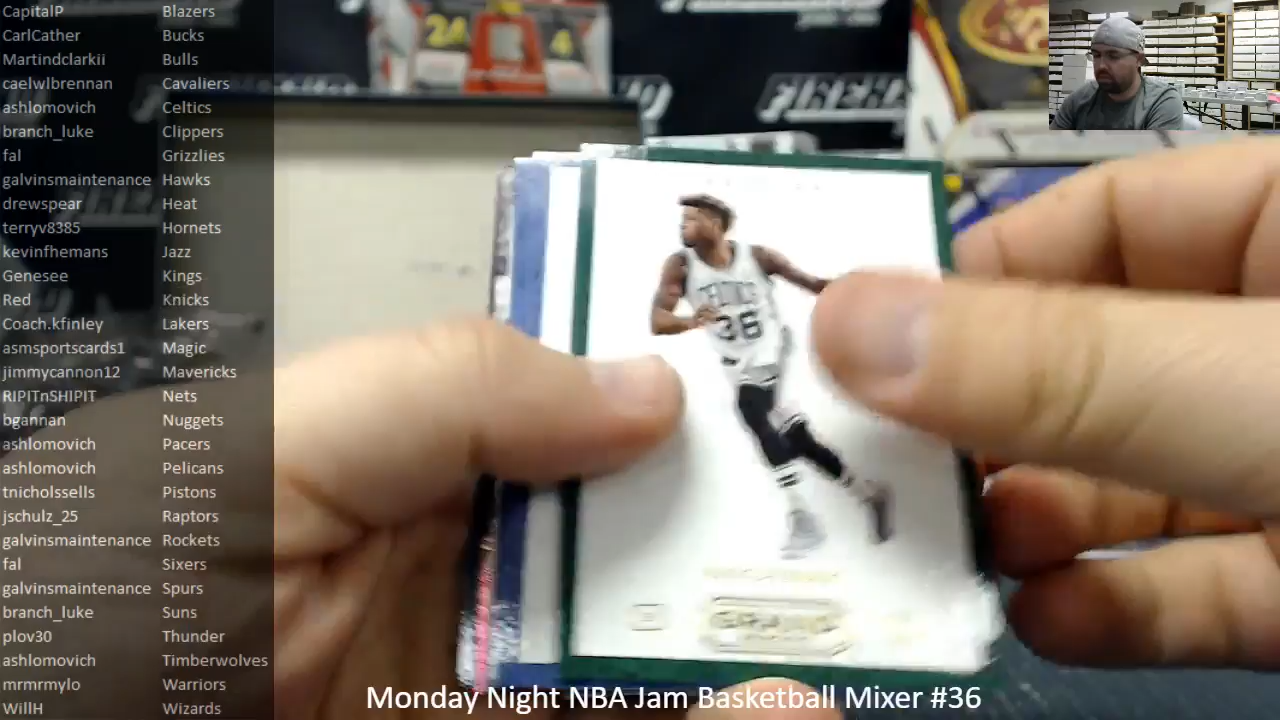 CapitalP Blazers
CarlCather Bucks
Martindclarkii Bulls
caelwlbrennan Cavaliers
ashlomovich Celtics
branch_luke Clippers
fal Grizzlies
galvinsmaintenance Hawks
drewspear Heat
terryv8385 Hornets
kevinfhemans Jazz
Genesee Kings
Red Knicks
Coach.kfinley Lakers
asmsportscards1 Magic
jimmycannon12 Mavericks
RIPITnSHIPIT Nets
bgannan Nuggets
ashlomovich Pacers
ashlomovich Pelicans
tnicholssells Pistons
jschulz_25 Raptors
galvinsmaintenance Rockets
fal Sixers
galvinsmaintenance Spurs
branch_luke Suns
plov30 Thunder
ashlomovich Timberwolves
mrmrmylo Warriors
WillH Wizards
24
4
CELTICS
36
GRAND
Monday Night NBA Jam Basketball Mixer #36